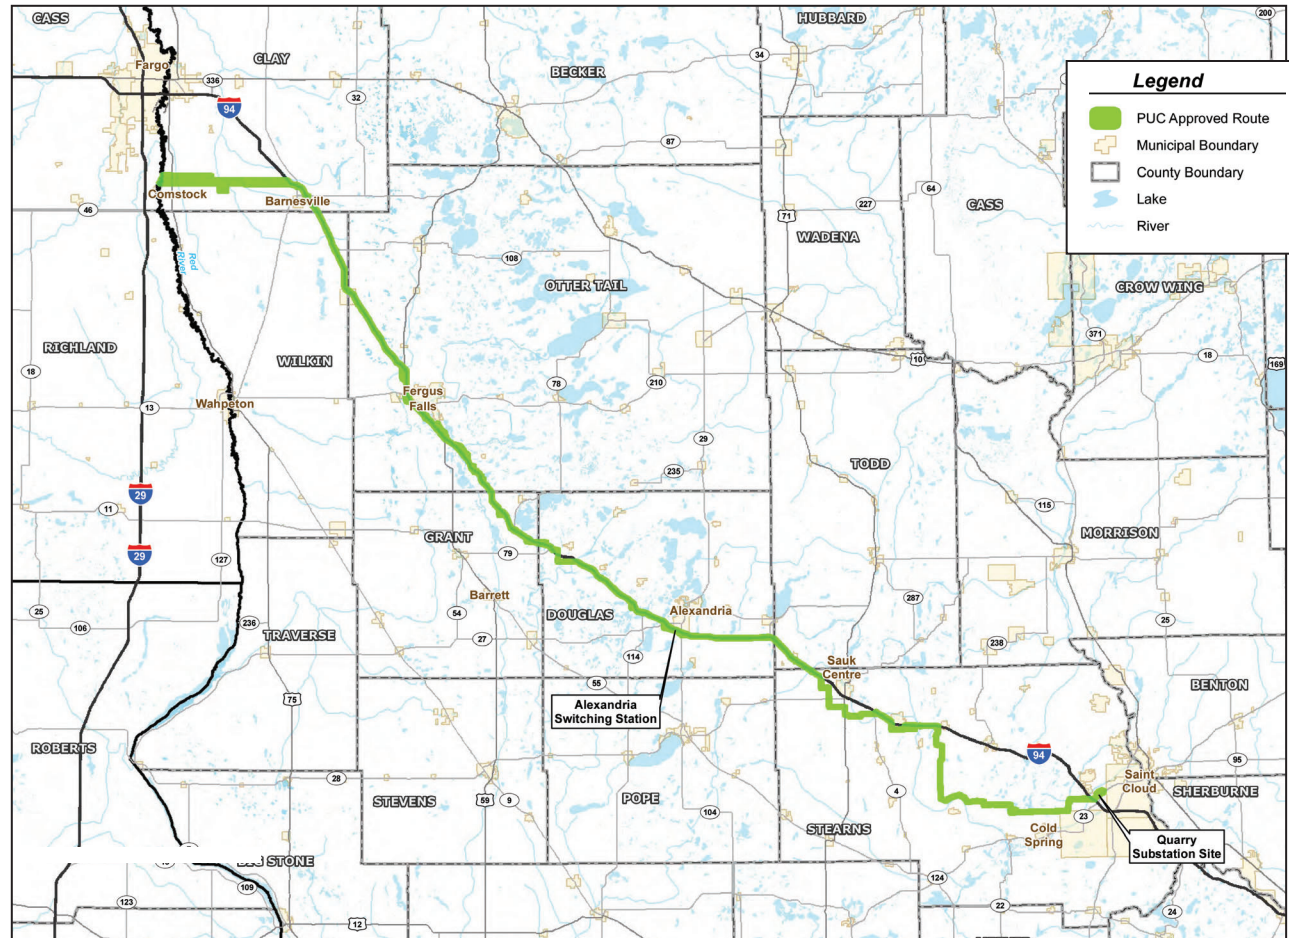 CASS
HUBBARD
200
Fargo
CLAY
336
32
BECKER
34
94
87
Legend
PUC Approved Route
Municipal Boundary
County Boundary
Lake
River
Comstock
Barnesville
46
64
227
71
CASS
WADENA
Red
River
108
OTTER TAIL
CROW WING
371
RICHLAND
WILKIN
10
18
169
18
13
Wahpeton
Fergus
Falls
78
210
29
235
TODD
29
11
115
GRANT
MORRISON
29
127
79
25
106
236
TRAVERSE
Barrett
54
27
DOUGLAS
Alexandria
287
25
238
114
55
Sauk
Centre
BENTON
75
Alexandria
Switching Station
ROBERTS
94
95
28
Saint
Cloud
SHERBURNE
STEVENS
59
9
POPE
104
4
STEARNS
23
Cold
Spring
Quarry
Substation Site
STONE
109
123
12
124
22
24